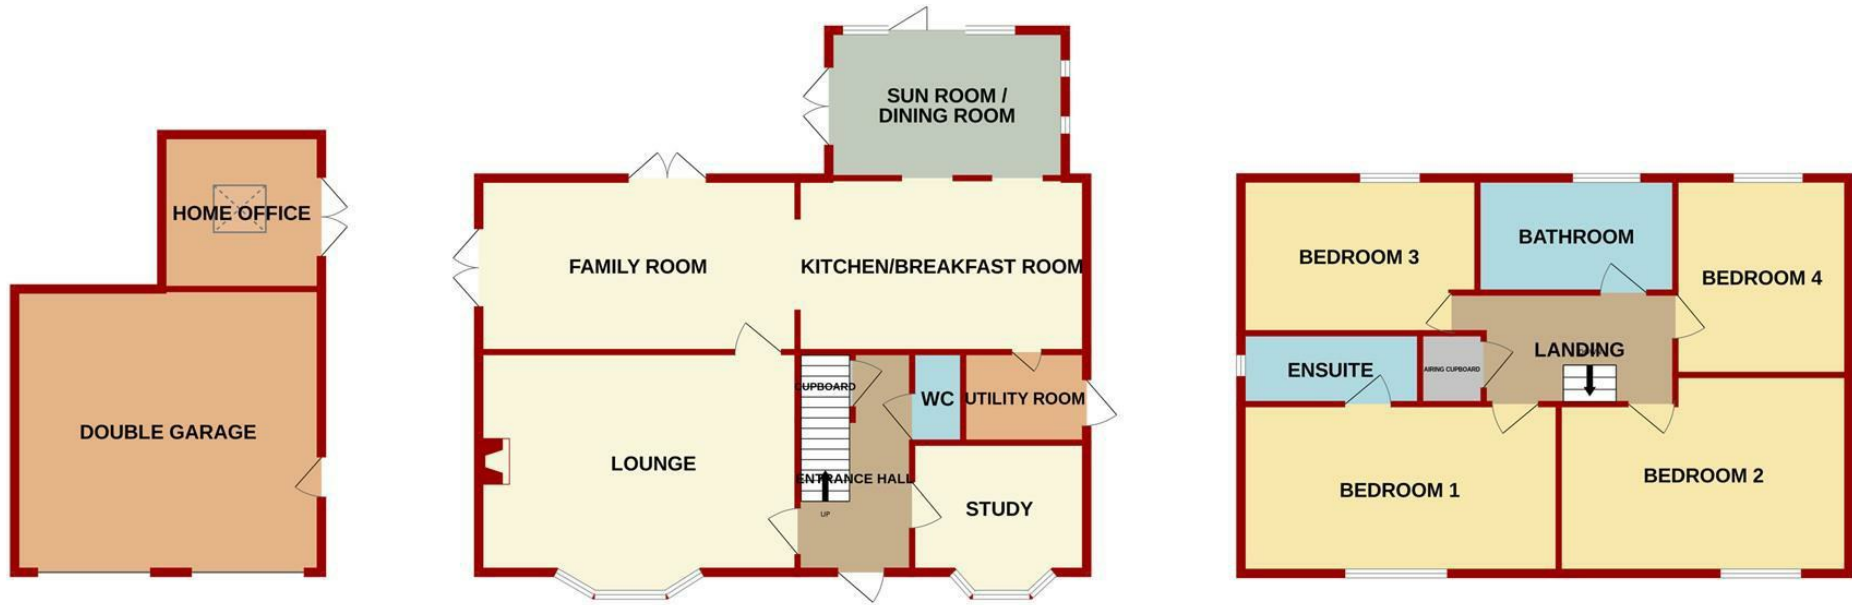 HOME OFFICE
DOUBLE GARAGE
SUN ROOM /
DINING ROOM
FAMILY ROOM
KITCHEN/BREAKFAST ROOM
CUPBOARD
WC
UTILITY ROOM
LOUNGE
ENTRANCE HALL
UP
STUDY
BEDROOM 3
BATHROOM
BEDROOM 4
ENSUITE
AIRING CUPBOARD
LANDING
BEDROOM 1
BEDROOM 2